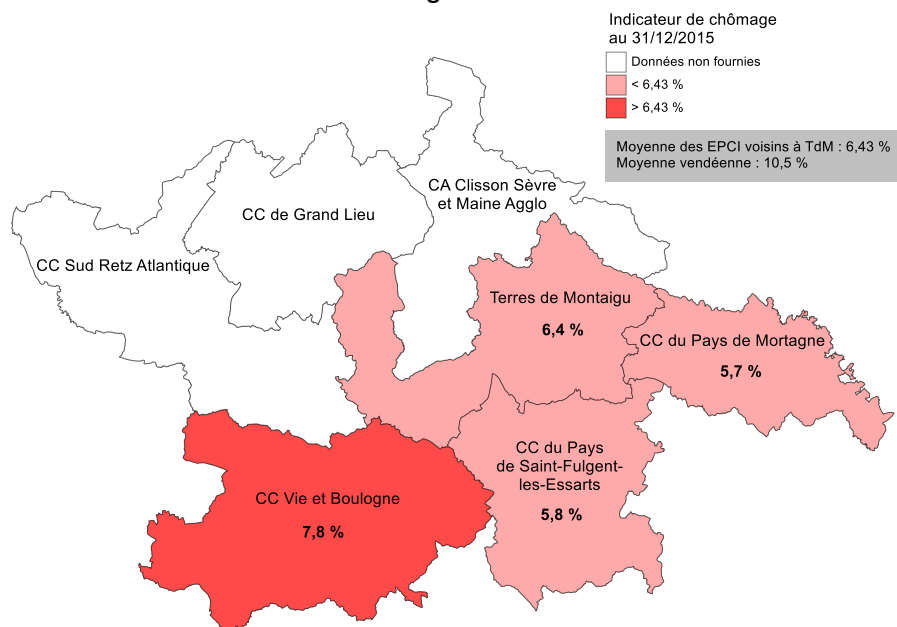 Indicateur de chômage
au 31/12/2015
Données non fournies
< 6,43 %
> 6,43 %
Moyenne des EPCI voisins à TdM : 6,43 %
Moyenne vendéenne : 10,5 %
CA Clisson Sèvre
et Maine Agglo
CC de Grand Lieu
CC Sud Retz Atlantique
Terres de Montaigu
6,4 %
CC du Pays de Mortagne
5,7 %
CC du Pays
de Saint-Fulgent-
les-Essarts
5,8 %
CC Vie et Boulogne
7,8 %